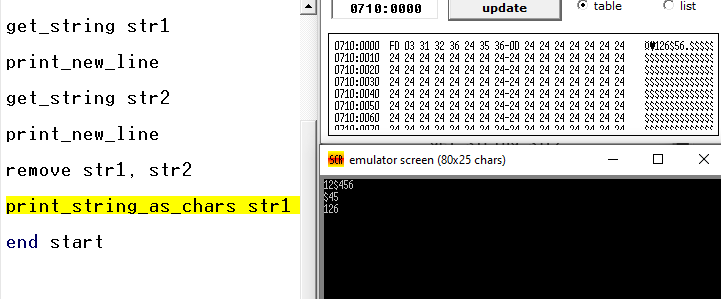 get_string str1
print_new_line
get_string str2
print_new_line
remove str1, str2
print_string_as_chars str1
end start
0710:0000
update
table
list
0710:0000 FD 03 31 32 36 24 35 36-0D 24 24 24 24 24 24 24
0710:0010 24 24 24 24 24 24 24 24-24 24 24 24 24 24 24 24 $$$$$$$$$$$$$$$$
0710:0020 24 24 24 24 24 24 24 24-24 24 24 24 24 24 24 24 $$$$$$$$$$$$$$$$
0710:0030 24 24 24 24 24 24 24 24-24 24 24 24 24 24 24 24 $$$$$$$$$$$$$$$$
0710:0040 24 24 24 24 24 24 24 24-24 24 24 24 24 24 24 24 $$$$$$$$$$$$$$$$
0710:0050 24 24 24 24 24 24 24 24-24 24 24 24 24 24 24 24 $$$$$$$$$$$$$$$$
0710:0060 24 24 24 24 24 24 24 24-24 24 24 24 24 24 24 24 $$$$$$$$$$$$$$$$
SCR emulator screen (80x25 chars)
12$456
$45
126